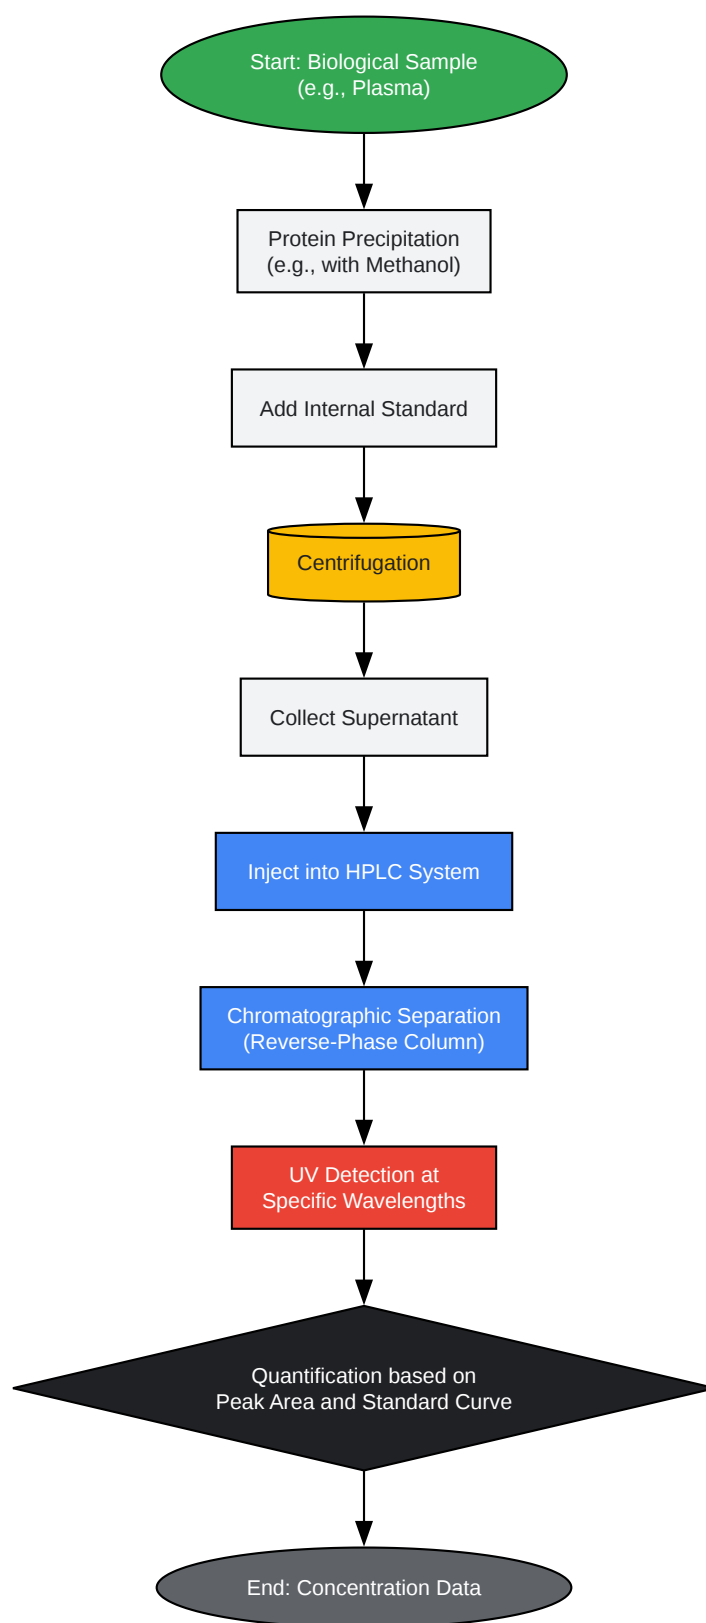 Start: Biological Sample
(e.g., Plasma)
Protein Precipitation
(e.g., with Methanol)
Add Internal Standard
Centrifugation
Collect Supernatant
Inject into HPLC System
Chromatographic Separation
(Reverse-Phase Column)
UV Detection at
Specific Wavelengths
Quantification based on
Peak Area and Standard Curve
End: Concentration Data